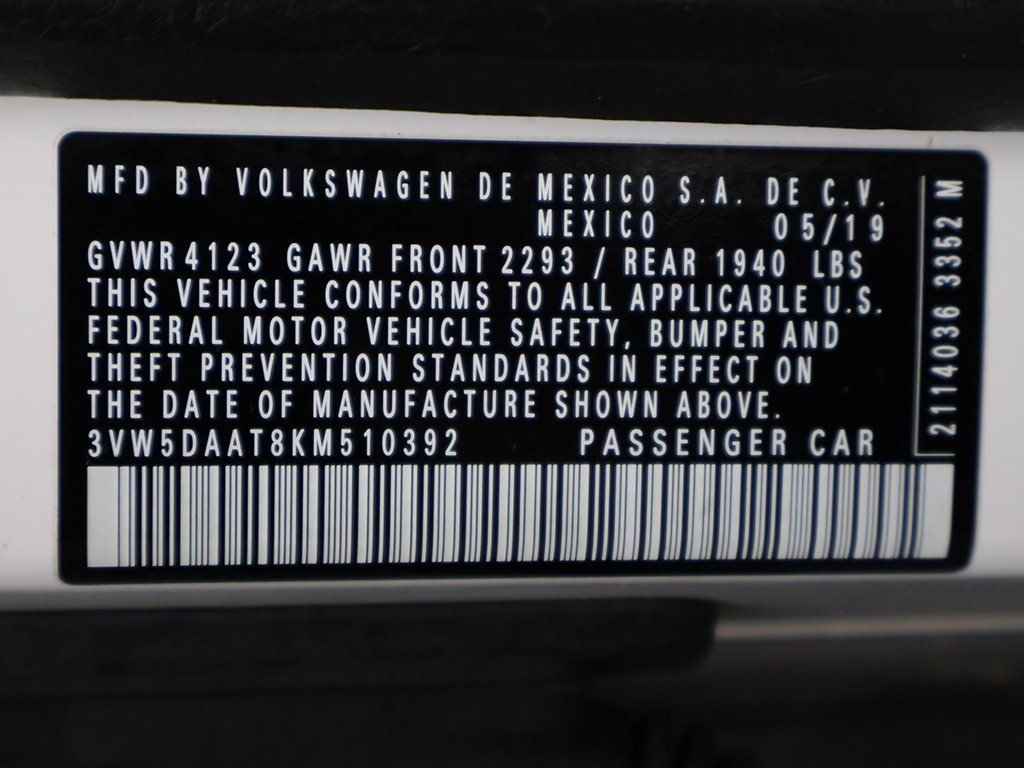 MFD BY VOLKSWAGEN DE MEXICO S.A. DE C.V.
MEXICO 05/19
GVWR 4123 GAWR FRONT 2293 / REAR 1940 LBS
THIS VEHICLE CONFORMS TO ALL APPLICABLE U.S.
FEDERAL MOTOR VEHICLE SAFETY, BUMPER AND
THEFT PREVENTION STANDARDS IN EFFECT ON
THE DATE OF MANUFACTURE SHOWN ABOVE.
3VW5DAAT8KM510392 PASSENGER CAR
2114036 3352 M